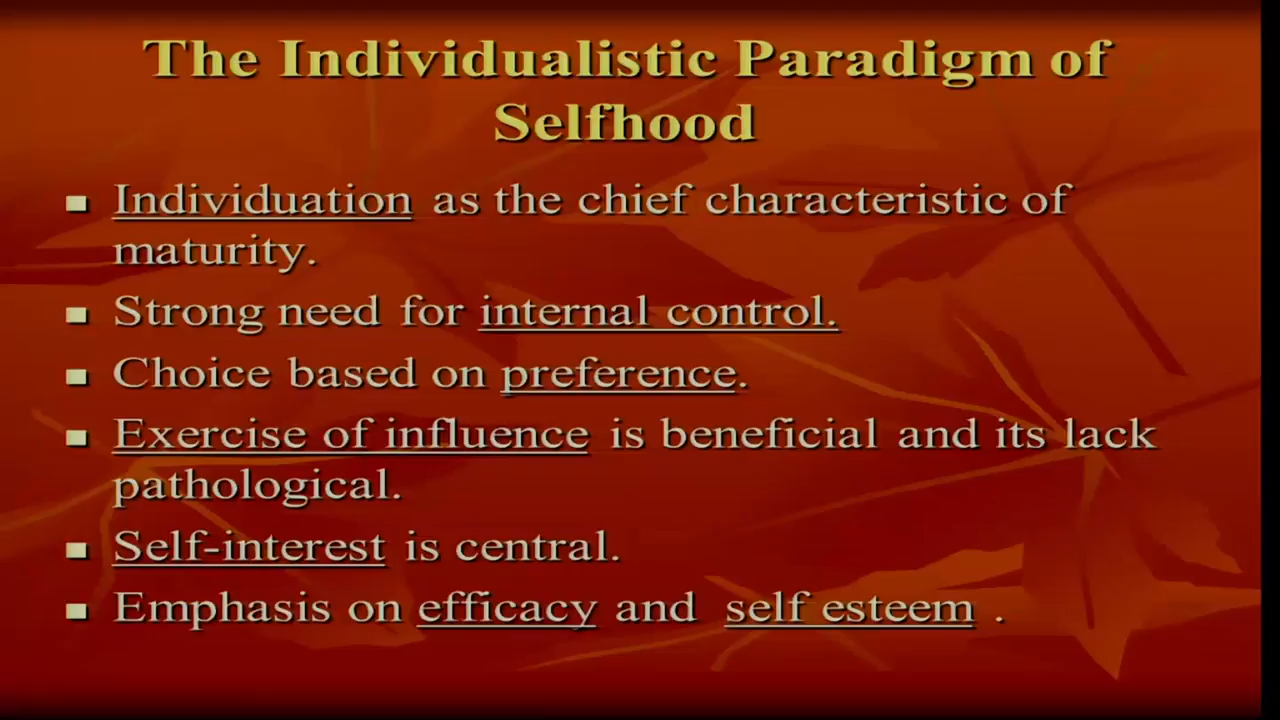 The Individualistic Paradigm of
Selfhood
Individuation as the chief characteristic of
maturity.
Strong need for internal control.
Choice based on preference.
Exercise of influence is beneficial and its lack
pathological.
Self-interest is central.
Emphasis on efficacy and self esteem .